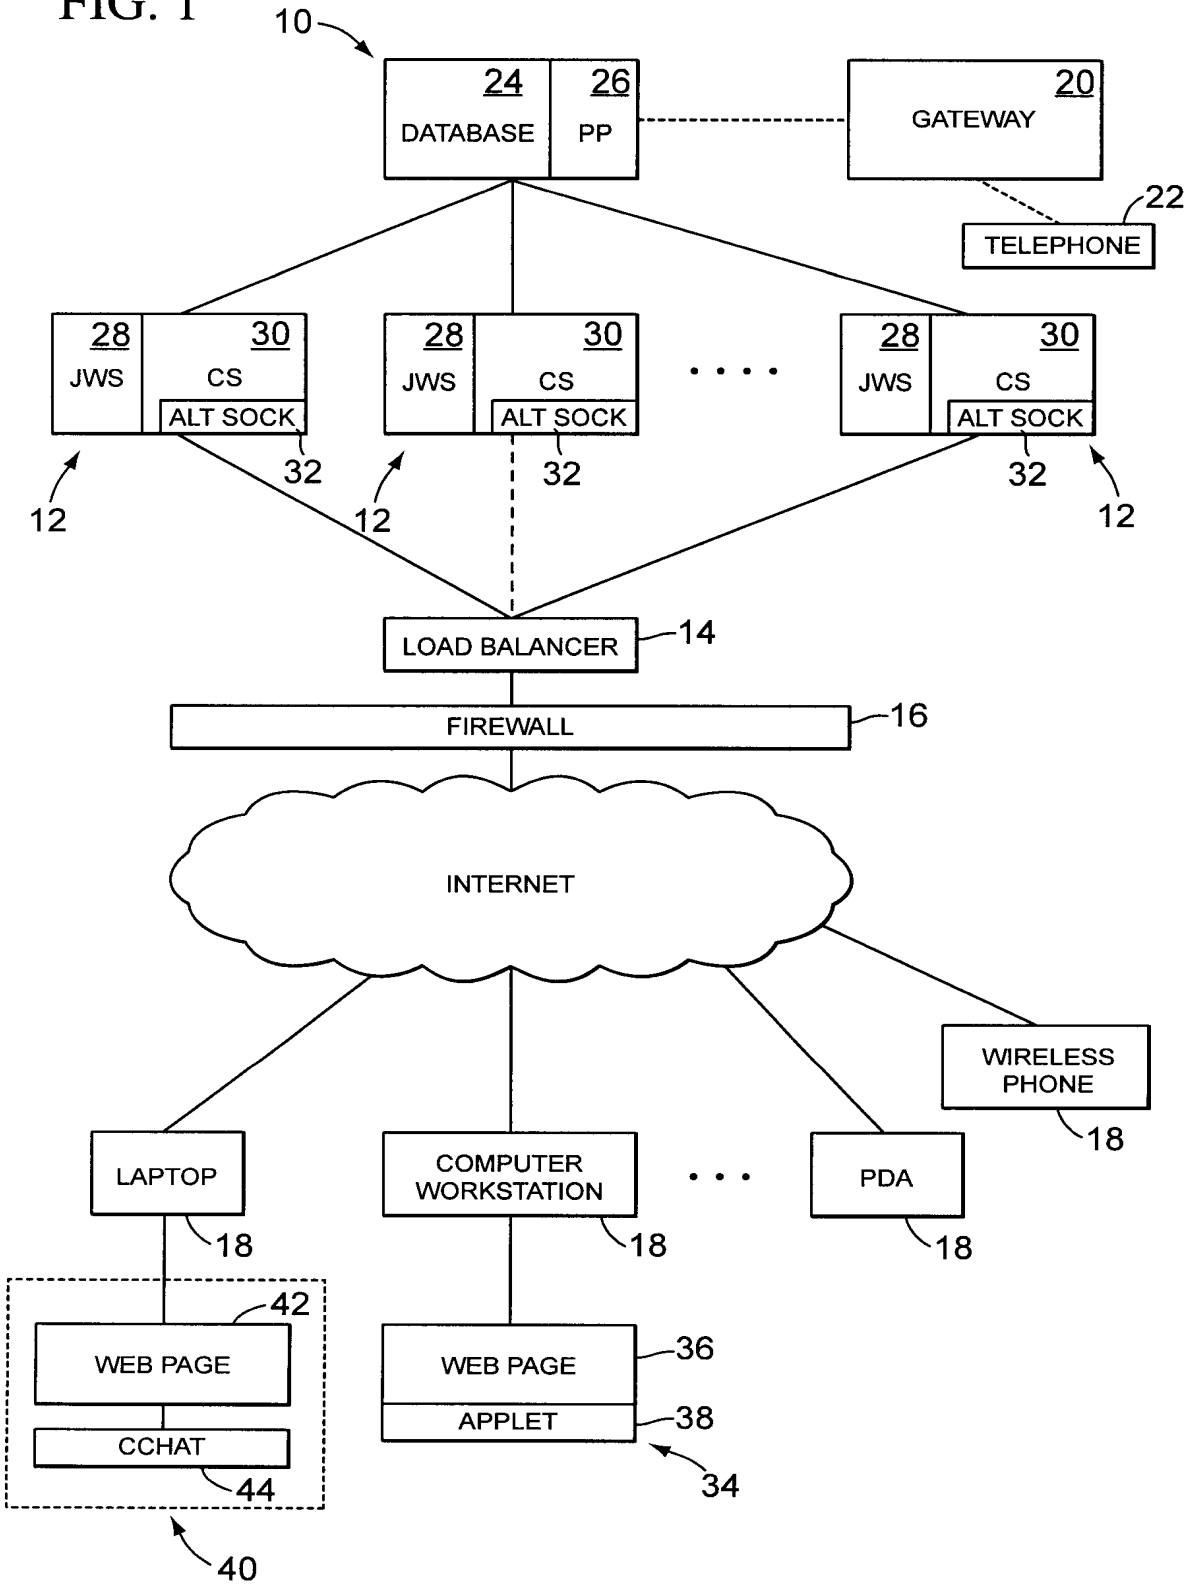 FIG. 1
10
24
26
20
DATABASE
PP
GATEWAY
22
TELEPHONE
28
30
28
30
28
30
JWS
CS
JWS
CS
JWS
CS
ALT SOCK
ALT SOCK
ALT SOCK
32
32
32
12
12
12
LOAD BALANCER
14
FIREWALL
16
INTERNET
WIRELESS
PHONE
18
LAPTOP
COMPUTER
WORKSTATION
PDA
18
18
18
42
WEB PAGE
WEB PAGE
36
CCHAT
APPLET
38
44
34
40